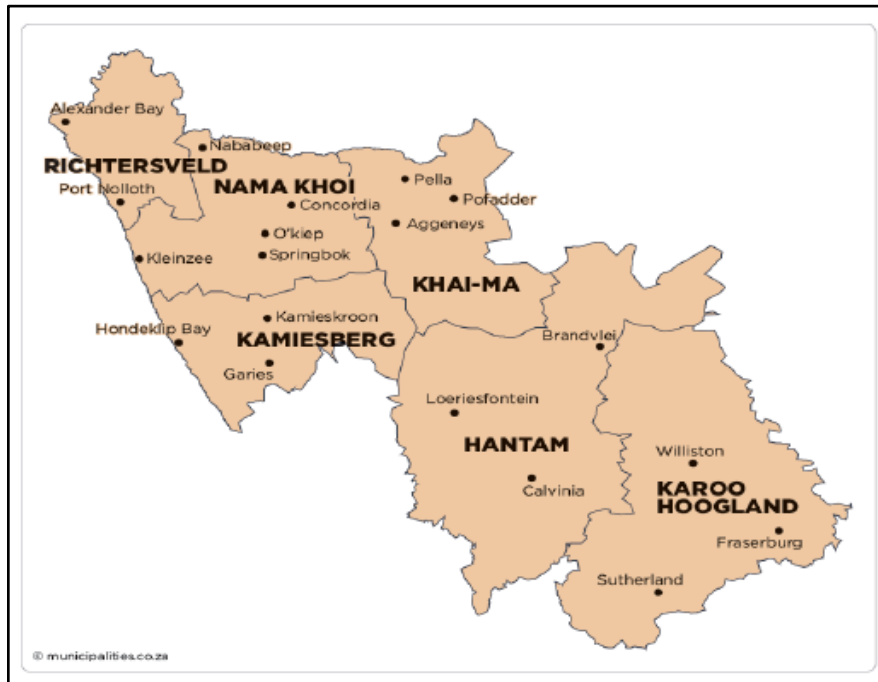 Alexander Bay
Nababeep
RICHTERSVELD
Port Nolloth
NAMA KHOI
Concordia
Pella
Pofadder
Aggeneys
O'kiep
Kleinzee
Springbok
KHAI-MA
Kamieskroon
Hondeklip Bay
KAMIESBERG
Garies
Brandvlei
Loeriesfontein
HANTAM
Calvinia
Williston
KAROO
HOOGLAND
Fraserburg
Sutherland
© municipalities.co.za